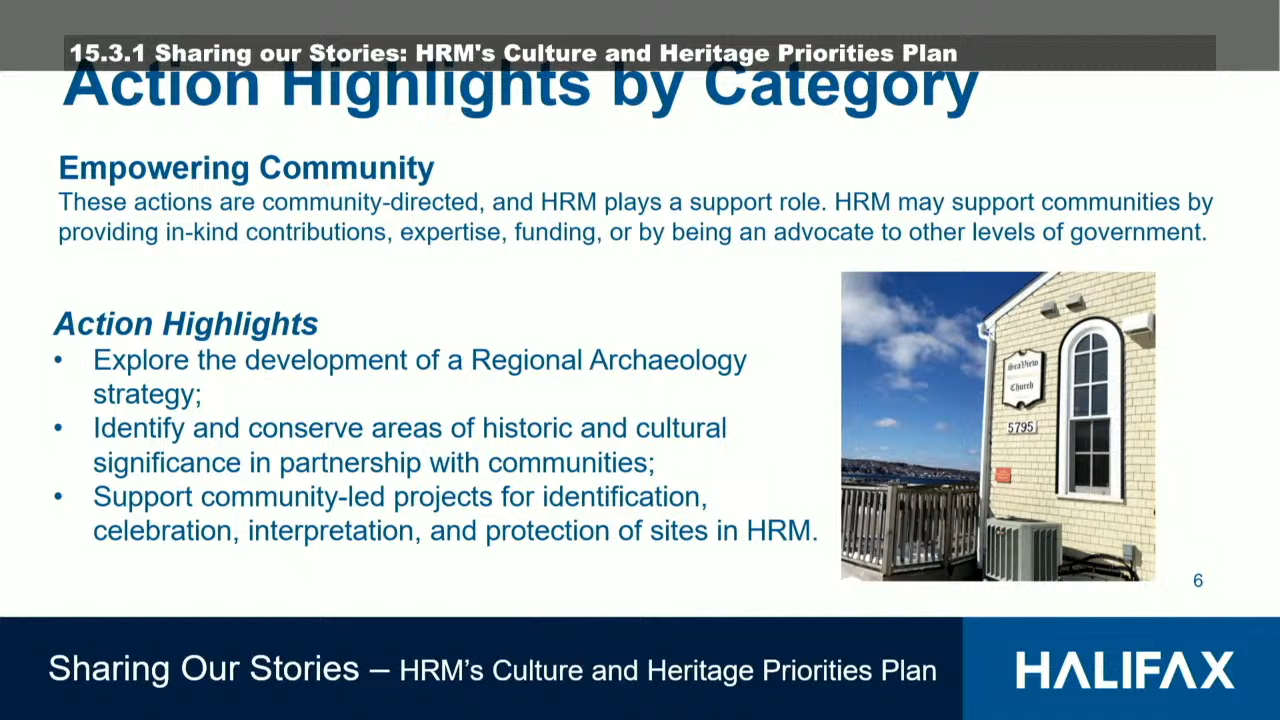 15.3.1 Sharing our Stories: HRM's Culture and Heritage Priorities Plan
Action Highlights by Category
Empowering Community
These actions are community-directed, and HRM plays a support role. HRM may support communities by
providing in-kind contributions, expertise, funding, or by being an advocate to other levels of government.
Action Highlights
• Explore the development of a Regional Archaeology
strategy;
• Identify and conserve areas of historic and cultural
significance in partnership with communities;
• Support community-led projects for identification,
celebration, interpretation, and protection of sites in HRM.
SeaView
Church
5795
6
Sharing Our Stories – HRM’s Culture and Heritage Priorities Plan
HALIFAX